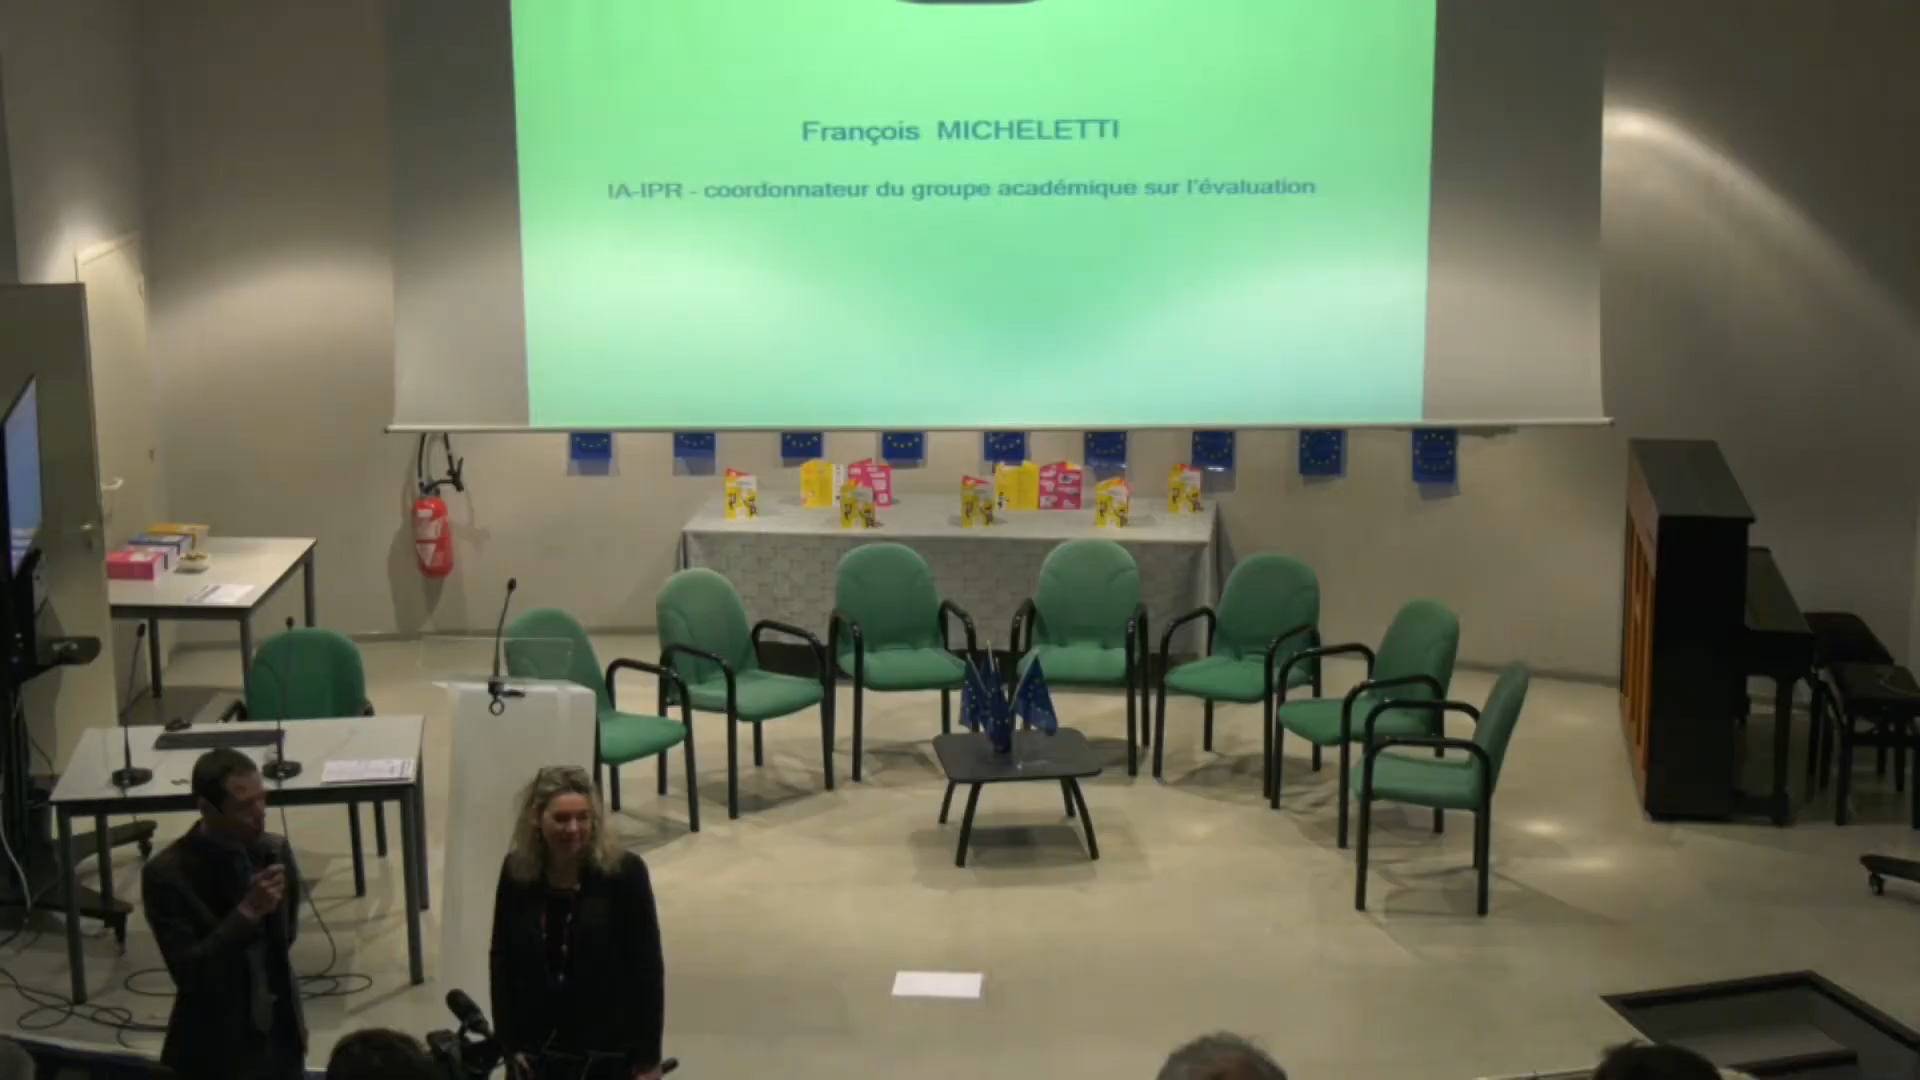 François MICHELETTI
IA-IPR - coordonnateur du groupe académique sur l'évaluation